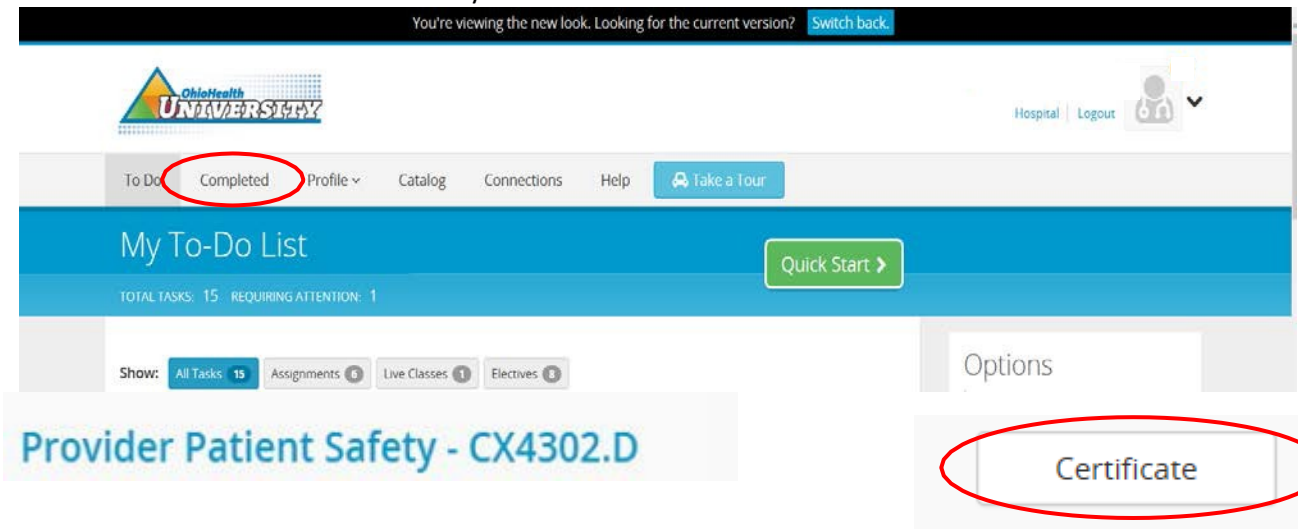 You're viewing the new look. Looking for the current version? Switch back.
OhioHealth
UNIVERSITY
Hospital | Logout
To Do Completed Profile Catalog Connections Help Take a Tour
My To-Do List
Quick Start
TOTAL TASKS: 15 REQUIRING ATTENTION: 1
Show: All Tasks 15 Assignments 6 Live Classes 1 Electives 8
Options
Provider Patient Safety - CX4302.D
Certificate